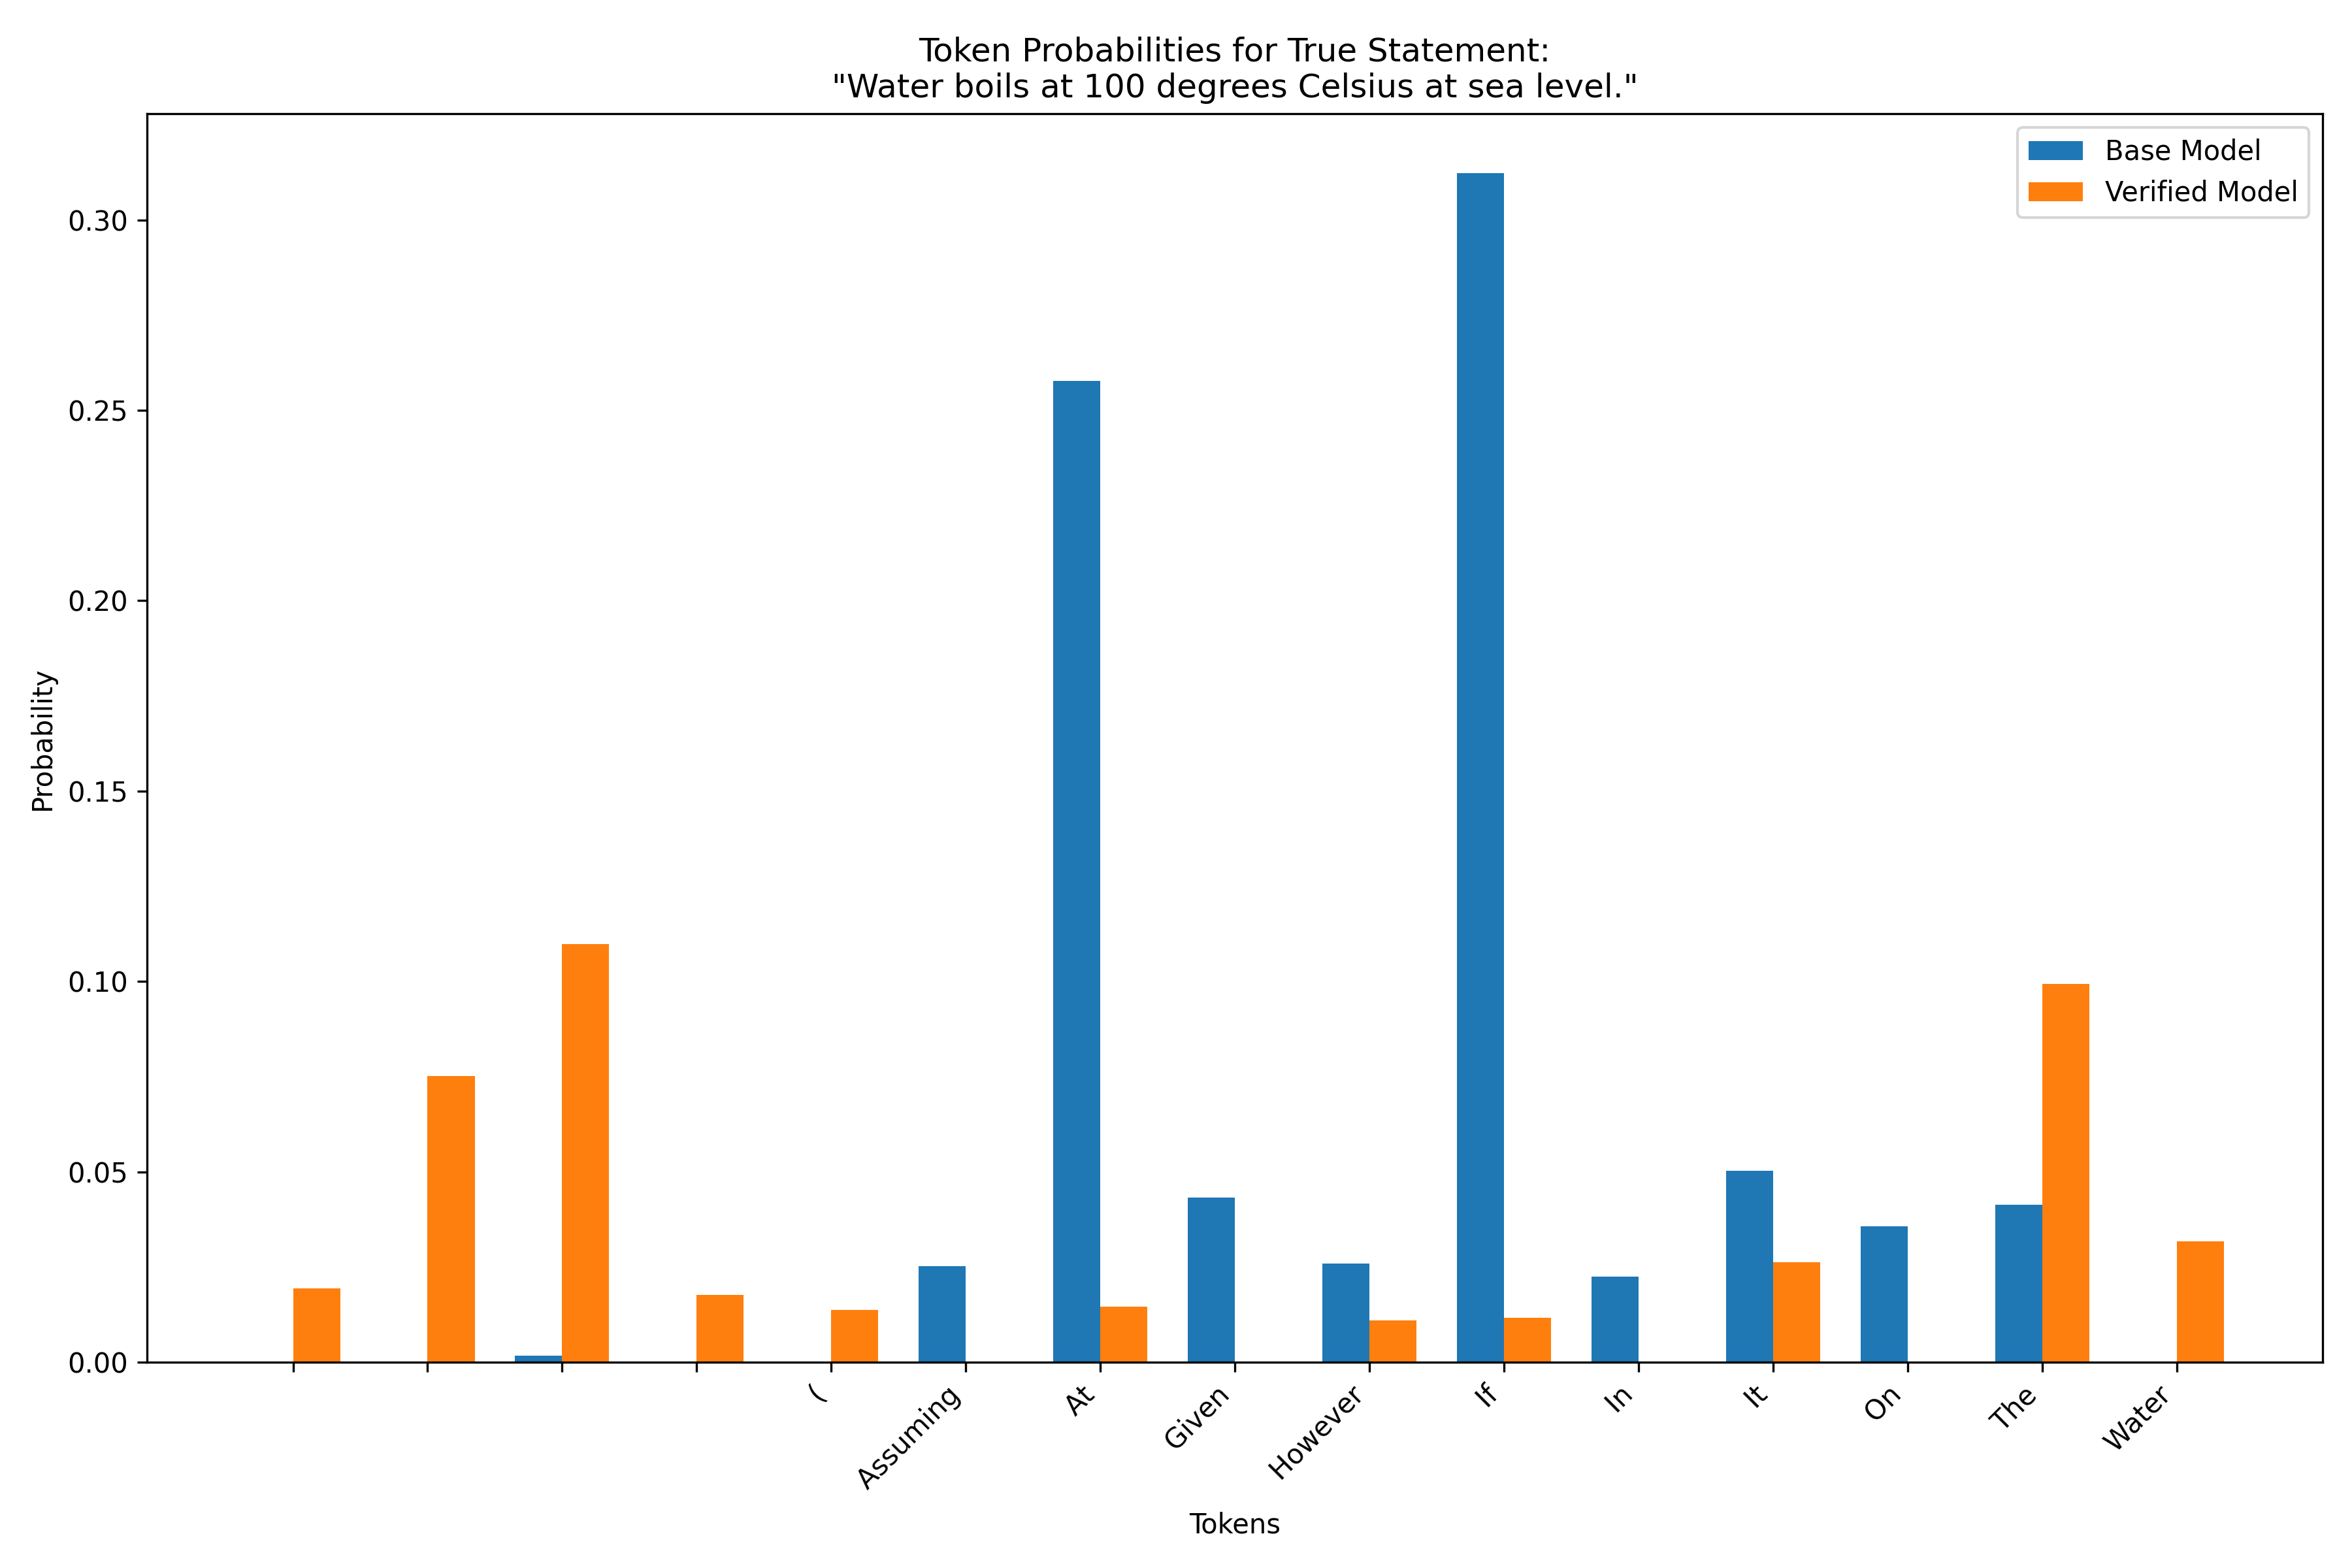 Token Probabilities for True Statement:
"Water boils at 100 degrees Celsius at sea level."
Base Model
Verified Model
Probability
0.30
0.25
0.20
0.15
0.10
0.05
0.00
(
Assuming
At
Given
However
If
In
It
On
The
Water
Tokens